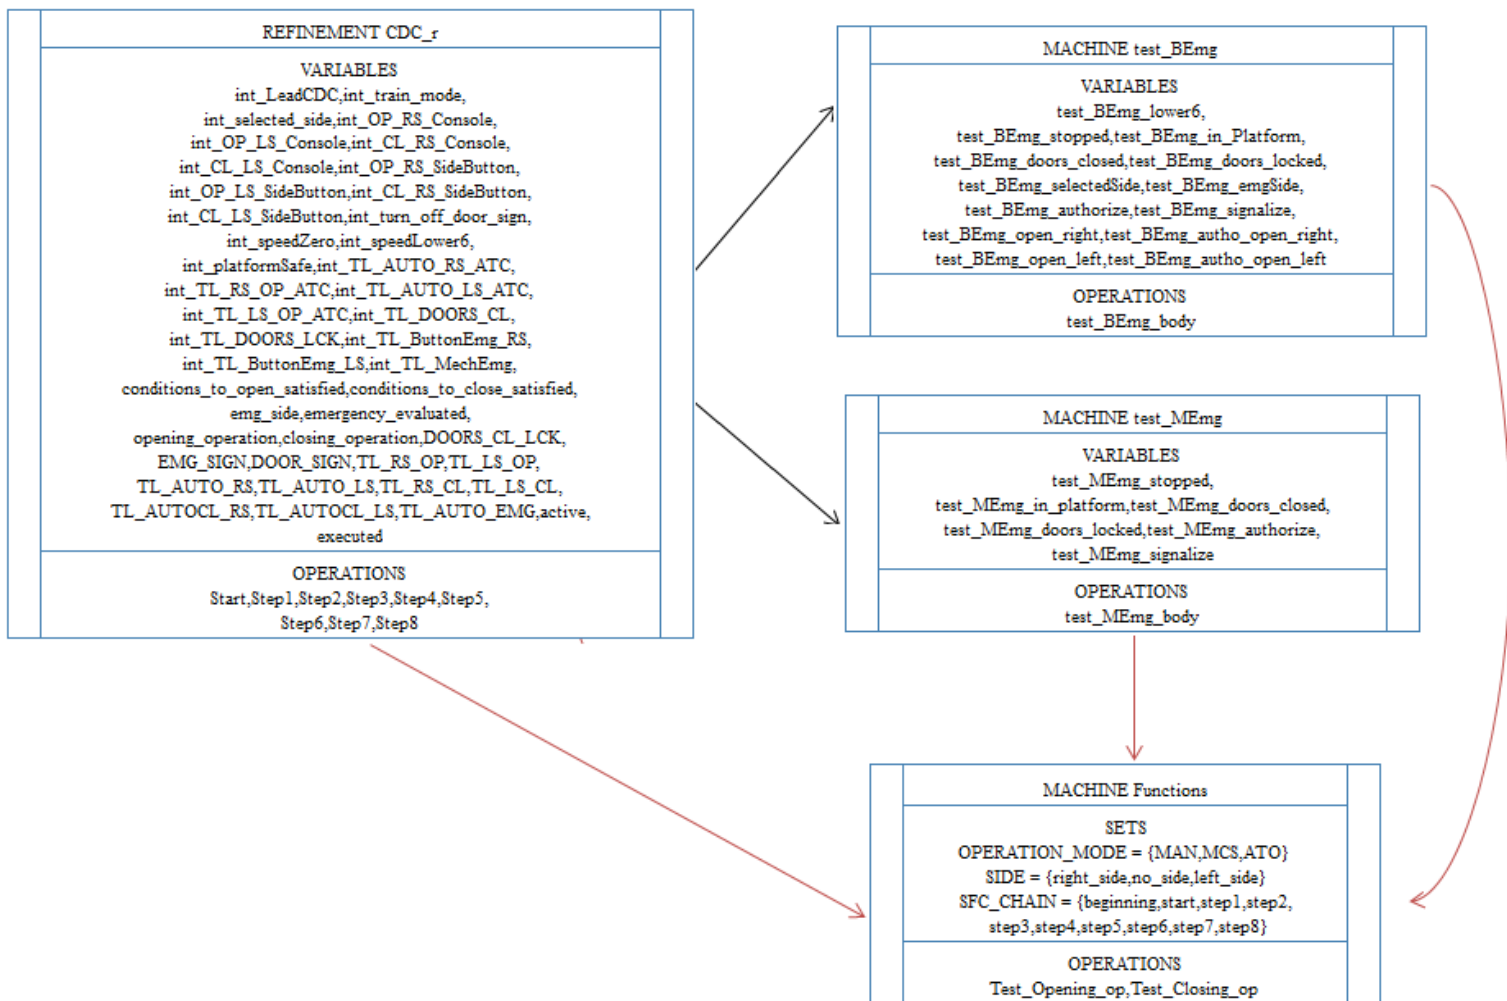 REFINEMENT CDC_r
VARIABLES
int_LeadCDC,int_train_mode,
int_selected_side,int_OP_RS_Console,
int_OP_LS_Console,int_CL_RS_Console,
int_CL_LS_Console,int_OP_RS_SideButton,
int_OP_LS_SideButton,int_CL_RS_SideButton,
int_CL_LS_SideButton,int_turn_off_door_sign,
int_speedZero,int_speedLower6,
int_platformSafe,int_TL_AUTO_RS_ATC,
int_TL_RS_OP_ATC,int_TL_AUTO_LS_ATC,
int_TL_LS_OP_ATC,int_TL_DOORS_CL,
int_TL_DOORS_LCK,int_TL_ButtonEmg_RS,
int_TL_ButtonEmg_LS,int_TL_MechEmg,
conditions_to_open_satisfied,conditions_to_close_satisfied,
emg_side,emergency_evaluated,
opening_operation,closing_operation,DOORS_CL_LCK,
EMG_SIGN,DOOR_SIGN,TL_RS_OP,TL_LS_OP,
TL_AUTO_RS,TL_AUTO_LS,TL_RS_CL,TL_LS_CL,
TL_AUTOCL_RS,TL_AUTOCL_LS,TL_AUTO_EMG,active,
executed
OPERATIONS
Start,Step1,Step2,Step3,Step4,Step5,
Step6,Step7,Step8
MACHINE test_BEmg
VARIABLES
test_BEmg_lower6,
test_BEmg_stopped,test_BEmg_in_Platform,
test_BEmg_doors_closed,test_BEmg_doors_locked,
test_BEmg_selectedSide,test_BEmg_emgSide,
test_BEmg_authorize,test_BEmg_signalize,
test_BEmg_open_right,test_BEmg_autho_open_right,
test_BEmg_open_left,test_BEmg_autho_open_left
OPERATIONS
test_BEmg_body
MACHINE test_MEmg
VARIABLES
test_MEmg_stopped,
test_MEmg_in_platform,test_MEmg_doors_closed,
test_MEmg_doors_locked,test_MEmg_authorize,
test_MEmg_signalize
OPERATIONS
test_MEmg_body
MACHINE Functions
SETS
OPERATION_MODE = {MAN,MCS,ATO}
SIDE = {right_side,no_side,left_side}
SFC_CHAIN = {beginning,start,step1,step2,
step3,step4,step5,step6,step7,step8}
OPERATIONS
Test_Opening_op,Test_Closing_op